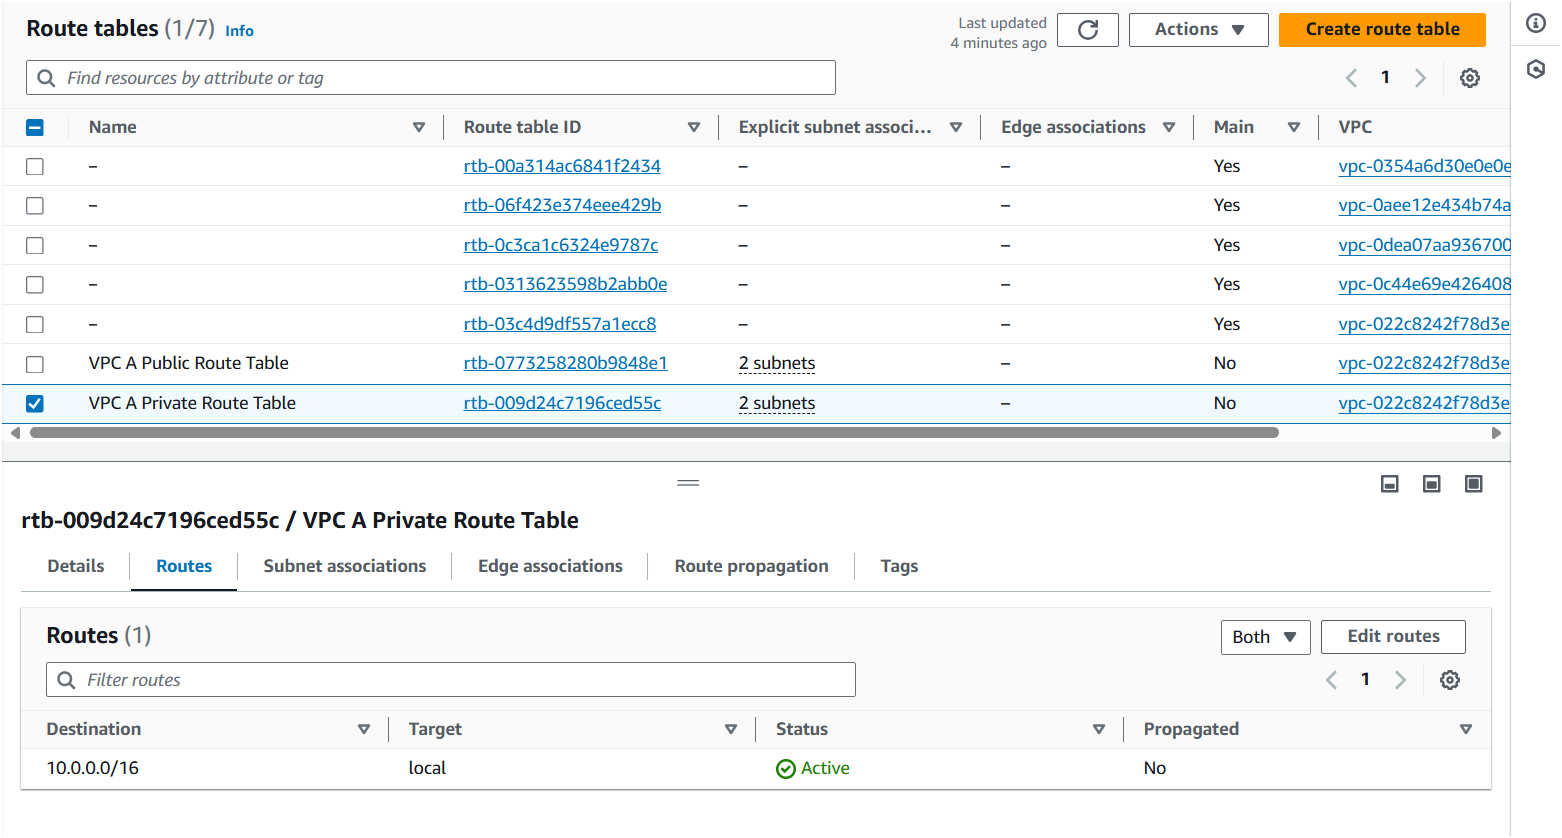 Route tables (1/7) Info
Last updated
4 minutes ago
Actions
Create route table
Find resources by attribute or tag
1
Name Route table ID Explicit subnet associ... Edge associations Main VPC
– rtb-00a314ac6841f2434 – – Yes vpc-0354a6d30e0e0e
– rtb-06f423e374eee429b – – Yes vpc-0aee12e434b74a
– rtb-0c3ca1c6324e9787c – – Yes vpc-0dea07aa936700
– rtb-0313623598b2abb0e – – Yes vpc-0c44e69e426408
– rtb-03c4d9df557a1ecc8 – – Yes vpc-022c8242f78d3e
VPC A Public Route Table rtb-0773258280b9848e1 2 subnets – No vpc-022c8242f78d3e
VPC A Private Route Table rtb-009d24c7196ced55c 2 subnets – No vpc-022c8242f78d3e
rtb-009d24c7196ced55c / VPC A Private Route Table
Details Routes Subnet associations Edge associations Route propagation Tags
Routes (1)
Both
Edit routes
Filter routes
1
Destination Target Status Propagated
10.0.0.0/16 local Active No